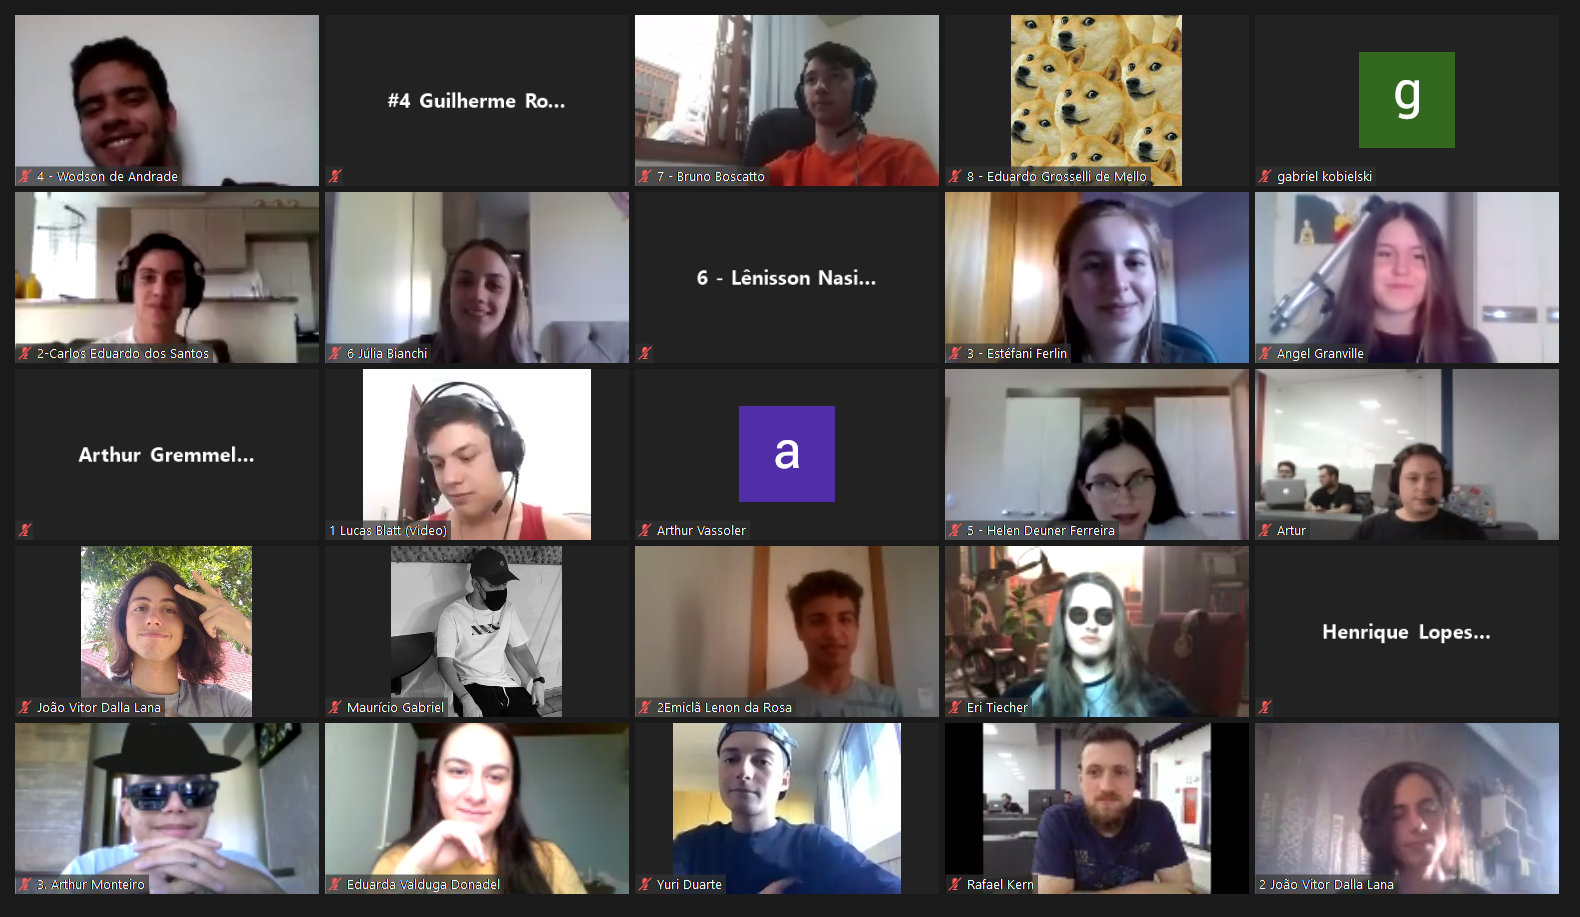 4 - Wodson de Andrade
#4 Guilherme Ro...
7 - Bruno Boscatto
8 - Eduardo Grosselli de Mello
g
gabriel kobielski
2-Carlos Eduardo dos Santos
6 Júlia Bianchi
6 - Lênisson Nasi...
3 - Estéfani Ferlin
Angel Granville
Arthur Gremmel...
1 Lucas Blatt (Video)
a
Arthur Vassoler
5 - Helen Deuner Ferreira
Artur
João Vitor Dalla Lana
Maurício Gabriel
2Emiclã Lenon da Rosa
Eri Tiecher
Henrique Lopes...
3. Arthur Monteiro
Eduarda Valduga Donadel
Yuri Duarte
Rafael Kern
2 João Vitor Dalla Lana